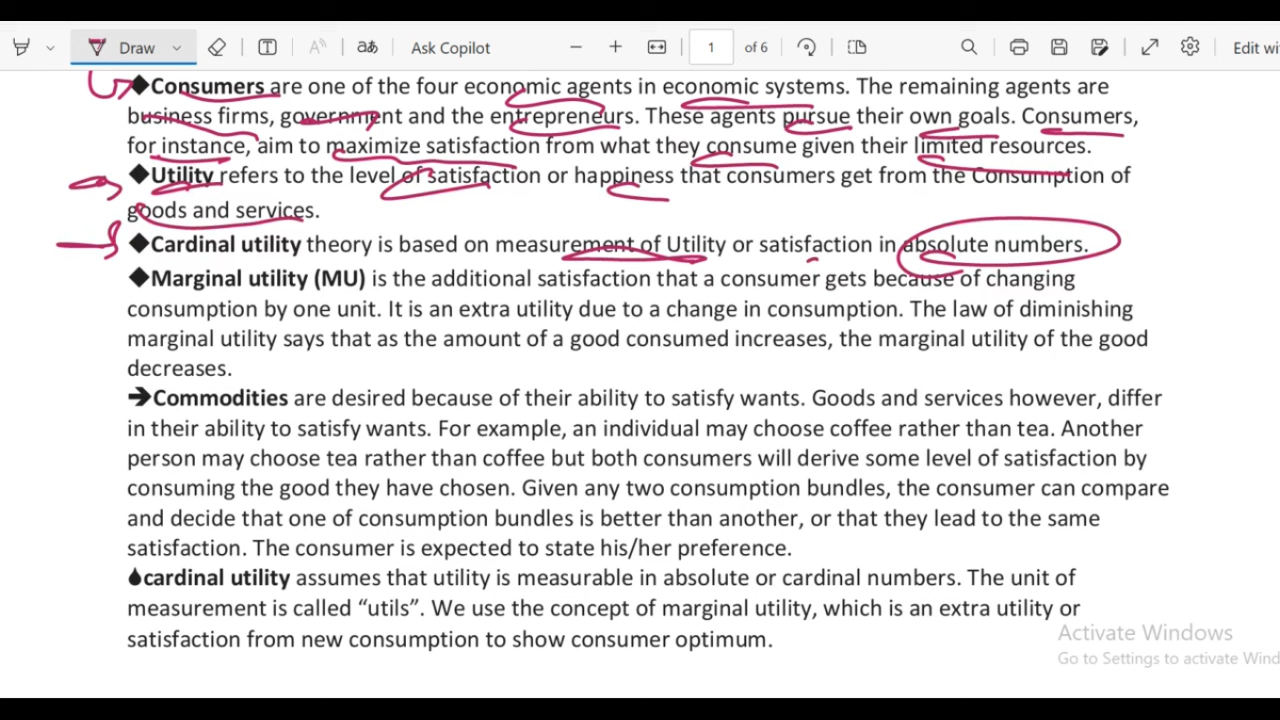 Draw
Ask Copilot
1 of 6
Edit wi
◆Consumers are one of the four economic agents in economic systems. The remaining agents are
business firms, government and the entrepreneurs. These agents pursue their own goals. Consumers,
for instance, aim to maximize satisfaction from what they consume given their limited resources.
◆Utility refers to the level of satisfaction or happiness that consumers get from the Consumption of
goods and services.
◆Cardinal utility theory is based on measurement of Utility or satisfaction in absolute numbers.
◆Marginal utility (MU) is the additional satisfaction that a consumer gets because of changing
consumption by one unit. It is an extra utility due to a change in consumption. The law of diminishing
marginal utility says that as the amount of a good consumed increases, the marginal utility of the good
decreases.
➔Commodities are desired because of their ability to satisfy wants. Goods and services however, differ
in their ability to satisfy wants. For example, an individual may choose coffee rather than tea. Another
person may choose tea rather than coffee but both consumers will derive some level of satisfaction by
consuming the good they have chosen. Given any two consumption bundles, the consumer can compare
and decide that one of consumption bundles is better than another, or that they lead to the same
satisfaction. The consumer is expected to state his/her preference.
cardinal utility assumes that utility is measurable in absolute or cardinal numbers. The unit of
measurement is called “utils”. We use the concept of marginal utility, which is an extra utility or
satisfaction from new consumption to show consumer optimum.
Activate Windows
Go to Settings to activate Wind